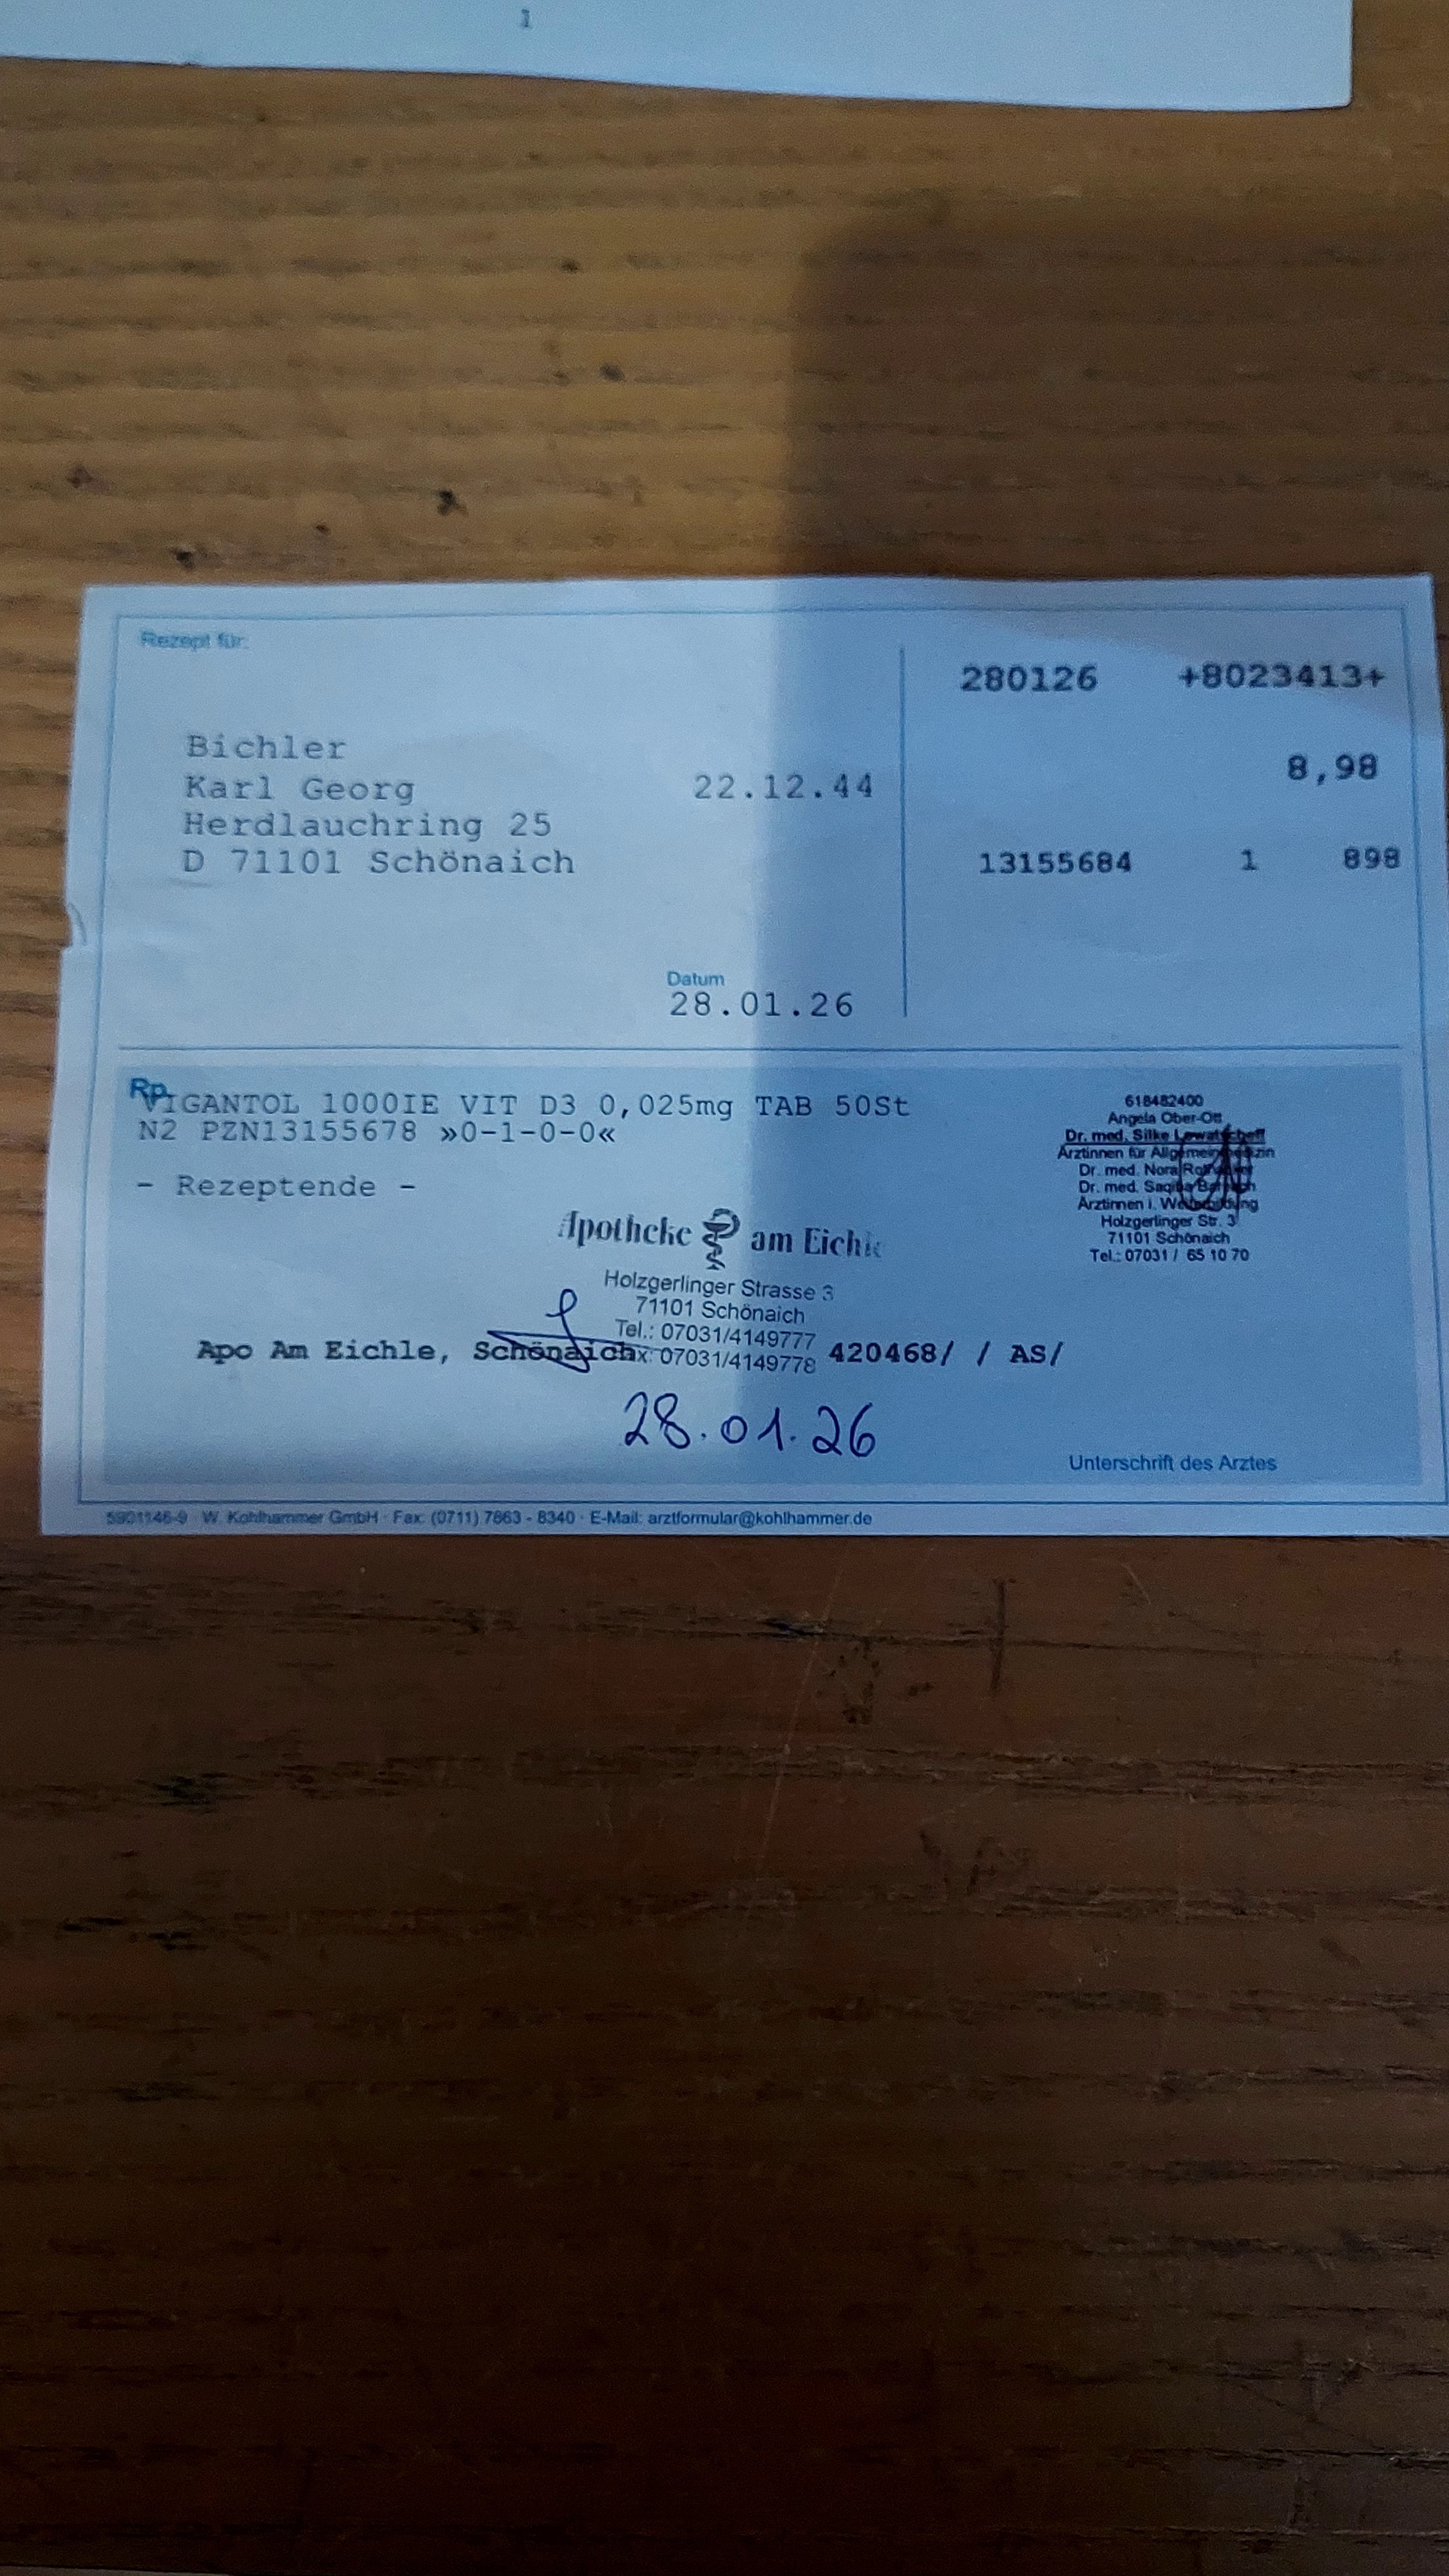 1
Rezept für:
280126 +8023413+
Bichler
8,98
Karl Georg 22.12.44
Herdlauchring 25
D 71101 Schönaich
13155684 1 898
Datum
28.01.26
Rp.
VIGANTOL 1000IE VIT D3 0,025mg TAB 50St
N2 PZN13155678 »0-1-0-0«
- Rezeptende -
618482400
Angela Ober-Ott
Dr. med. Silke
Ärztinnen für Allgemeinmedizin
Dr. med. Nora
Dr. med.
Ärztinnen i. Weiterbildung
Holzgerlinger Str. 3
71101 Schönaich
Tel.: 07031 / 65 10 70
Apotheke am Eichle
Holzgerlinger Strasse 3
71101 Schönaich
Tel.: 07031/4149777
07031/4149778
Apo Am Eichle, Schönaich 420468/ / AS/
28.01.26
Unterschrift des Arztes
5901146-9 · W. Kohlhammer GmbH · Fax: (0711) 7863 - 8340 · E-Mail: arztformular@kohlhammer.de